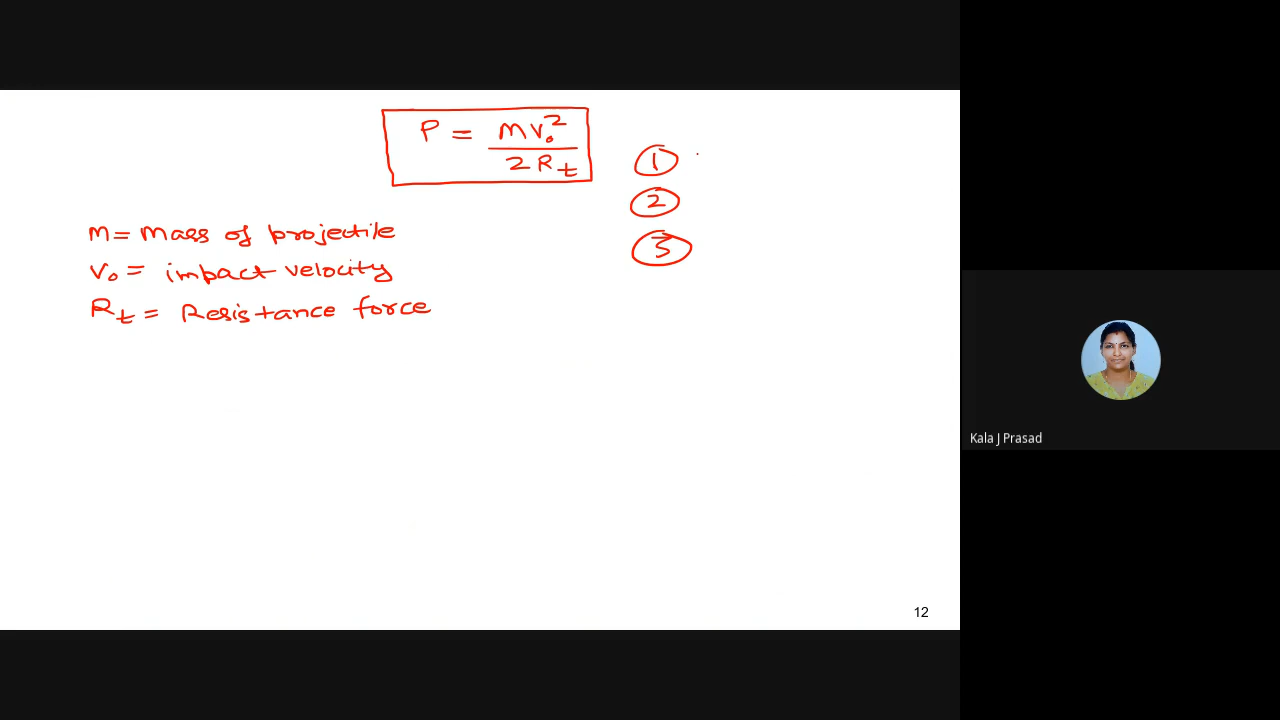 P = mv₀² / 2Rt
① 
②
③
m = mass of projectile
v₀ = impact velocity
Rt = Resistance force
Kala J Prasad
12